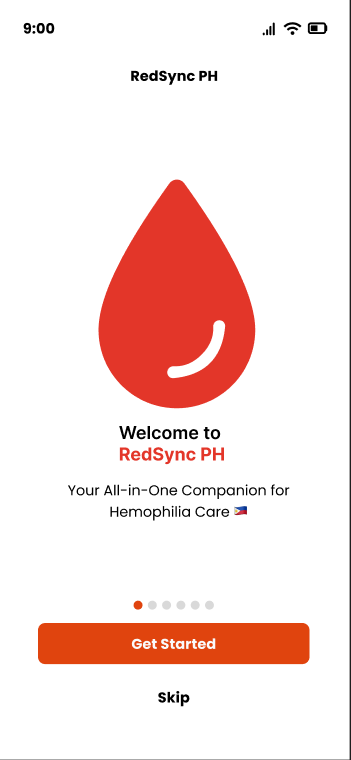 9:00
RedSync PH
Welcome to
RedSync PH
Your All-in-One Companion for
Hemophilia Care 🇵🇭
Get Started
Skip